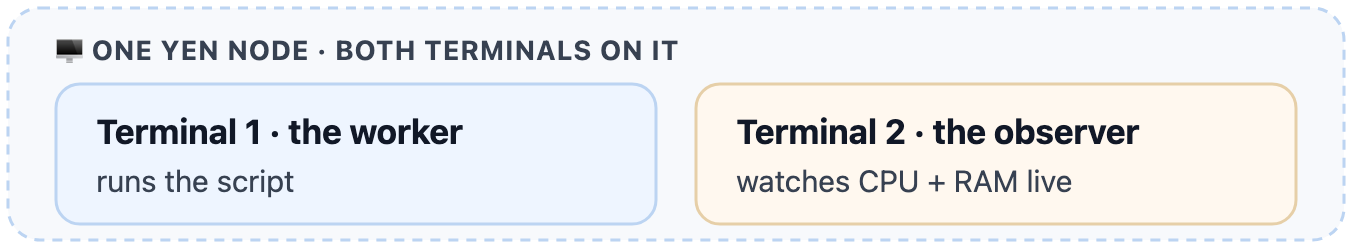 ONE YEN NODE · BOTH TERMINALS ON IT
Terminal 1 · the worker
runs the script
Terminal 2 · the observer
watches CPU + RAM live